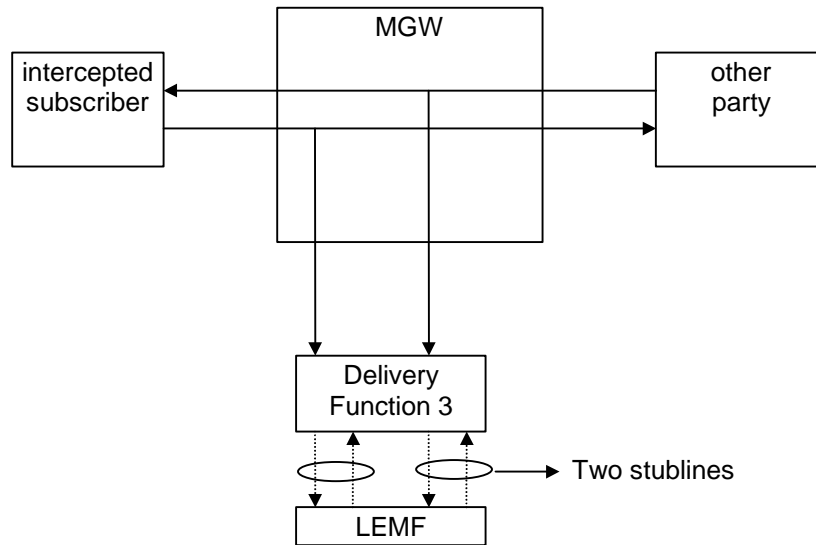 MGW
intercepted
subscriber
other
party
Delivery
Function 3
Two stublines
LEMF